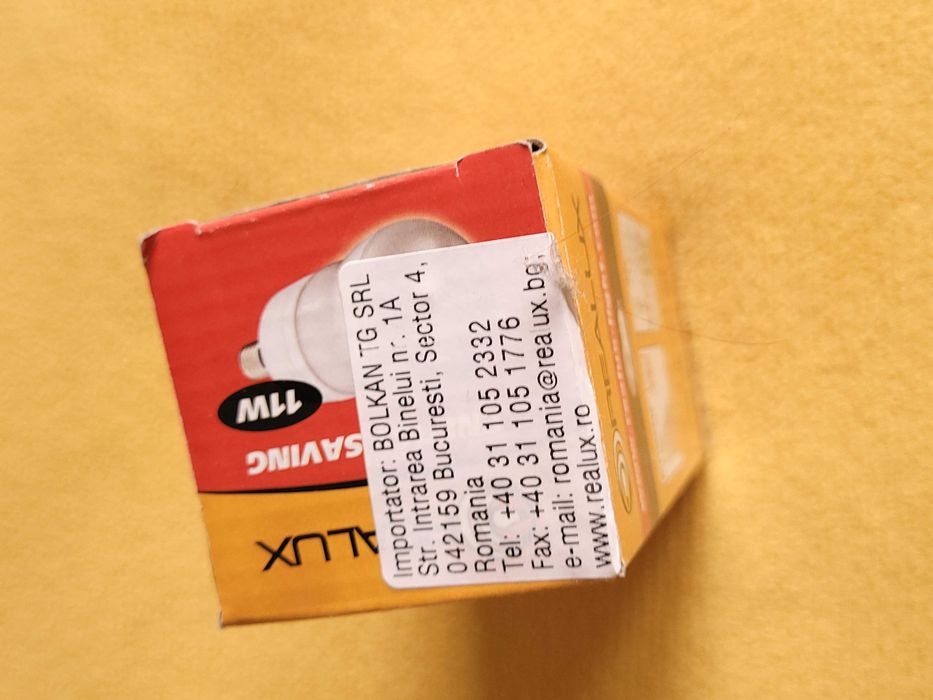 Importator: BOLKAN TG SRL
Str. Intrarea Binelui nr. 1A
042159 Bucuresti, Sector 4,
Romania
Tel: +40 31 105 2332
Fax: +40 31 105 1776
e-mail: romania@realux.bg;
www.realux.ro
11W
SAVING
ALUX
REALUX